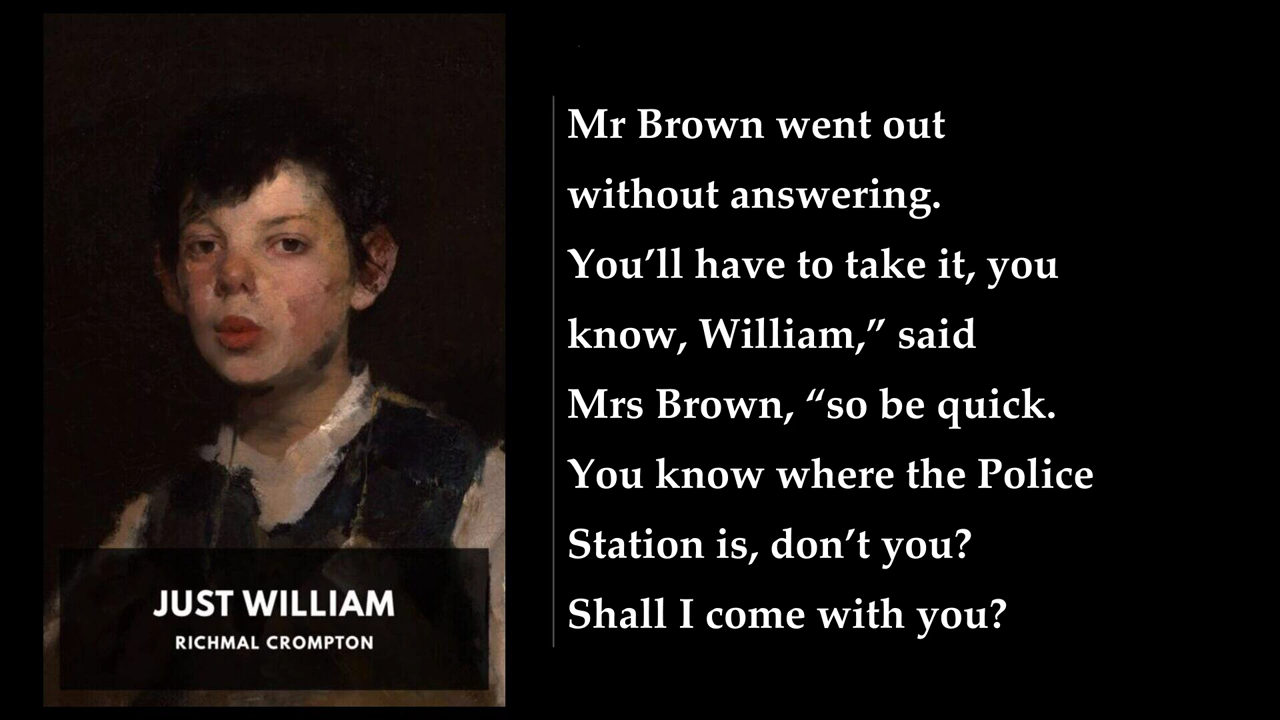 JUST WILLIAM
RICHMAL CROMPTON
Mr Brown went out
without answering.
You’ll have to take it, you
know, William,” said
Mrs Brown, “so be quick.
You know where the Police
Station is, don’t you?
Shall I come with you?